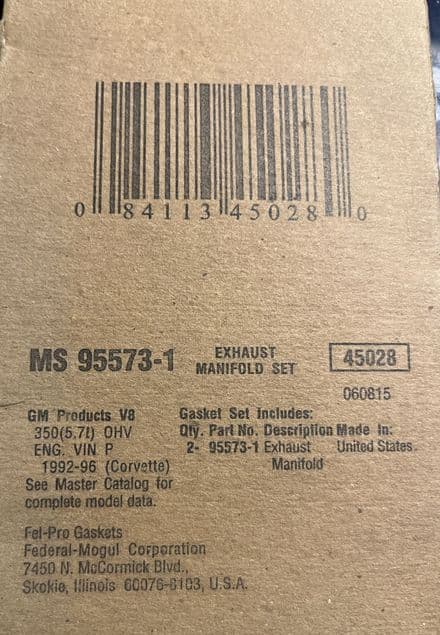 0 84113 45028 0
MS 95573-1 EXHAUST MANIFOLD SET 45028
060815
GM Products V8
350(5.7ℓ) OHV
ENG. VIN P
1992-96 (Corvette)
See Master Catalog for
complete model data.
Gasket Set Includes:
Qty. Part No. Description Made In:
2- 95573-1 Exhaust United States
Manifold
Fel-Pro Gaskets
Federal-Mogul Corporation
7450 N. McCormick Blvd.,
Skokie, Illinois 60076-8103, U.S.A.